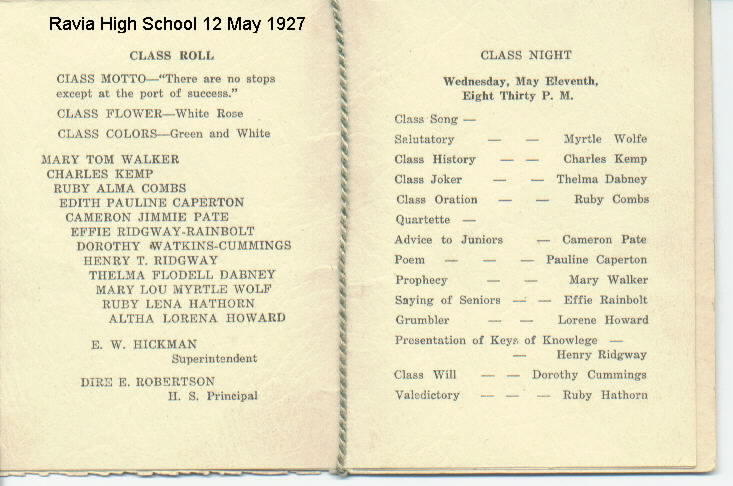 Ravia High School 12 May 1927
CLASS ROLL
CIASS MOTTO—"There are no stops
except at the port of success."
CLASS FLOWER—White Rose
CLASS COLORS—Green and White
MARY TOM WALKER
CHARLES KEMP
RUBY ALMA COMBS
EDITH PAULINE CAPERTON
CAMERON JIMMIE PATE
EFFIE RIDGWAY-RAINBOLT
DOROTHY WATKINS-CUMMINGS
HENRY T. RIDGWAY
THELMA FLODELL DABNEY
MARY LOU MYRTLE WOLF
RUBY LENA HATHORN
ALTHA LORENA HOWARD
E. W. HICKMAN
Superintendent
DIRE E. ROBERTSON
H. S. Principal
CLASS NIGHT
Wednesday, May Eleventh,
Eight Thirty P. M.
Class Song —
Salutatory — — Myrtle Wolfe
Class History — — Charles Kemp
Class Joker — — Thelma Dabney
Class Oration — — Ruby Combs
Quartette —
Advice to Juniors — Cameron Pate
Poem — — — Pauline Caperton
Prophecy — — Mary Walker
Saying of Seniors — — Effie Rainbolt
Grumbler — — Lorene Howard
Presentation of Keys of Knowlege —
— Henry Ridgway
Class Will — — Dorothy Cummings
Valedictory — — — Ruby Hathorn